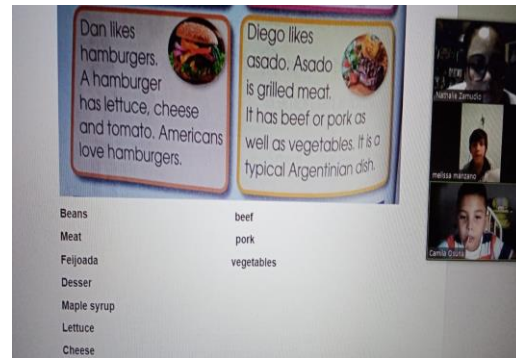 Dan likes
hamburgers.
A hamburger
has lettuce, cheese
and tomato. Americans
love hamburgers.
Diego likes
asado. Asado
is grilled meat.
It has beef or pork as
well as vegetables. It is a
typical Argentinian dish.
Beans
Meat
Feijoada
Desser
Maple syrup
Lettuce
Cheese
beef
pork
vegetables
Nathalie Zamudio
melissa manzano
Camilo Osuna